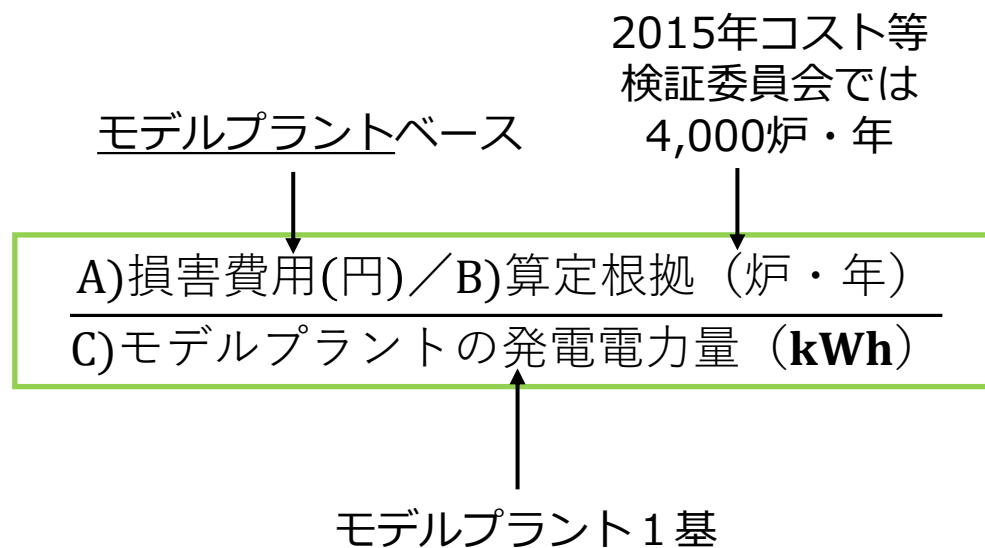 2015年コスト等
検証委員会では
4,000炉・年
モデルプラントベース
A)損害費用(円)／B)算定根拠（炉・年）
C)モデルプラントの発電電力量（kWh）
モデルプラント１基